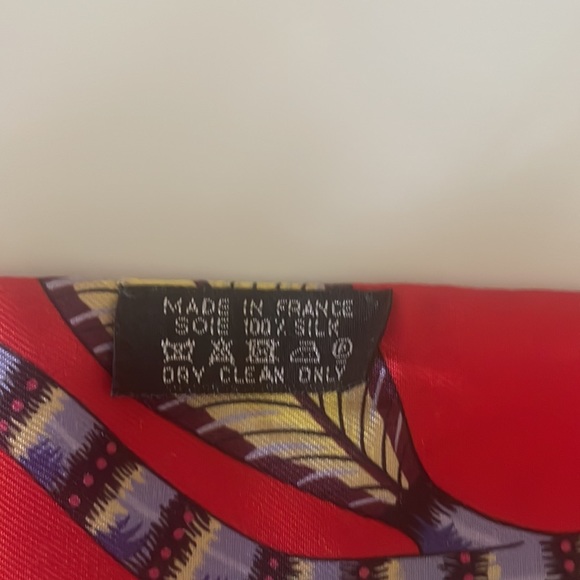 MADE IN FRANCE
SOIE 100% SILK
DRY CLEAN ONLY